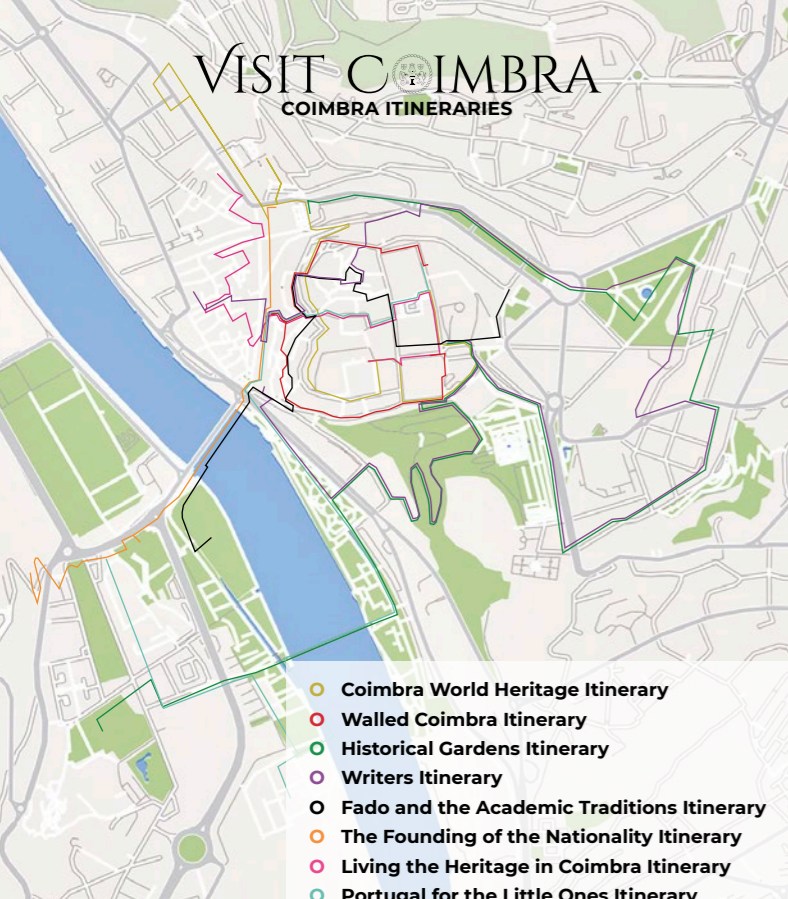 VISIT COIMBRA
COIMBRA ITINERARIES
Coimbra World Heritage Itinerary
Walled Coimbra Itinerary
Historical Gardens Itinerary
Writers Itinerary
Fado and the Academic Traditions Itinerary
The Founding of the Nationality Itinerary
Living the Heritage in Coimbra Itinerary
Portugal for the Little Ones Itinerary